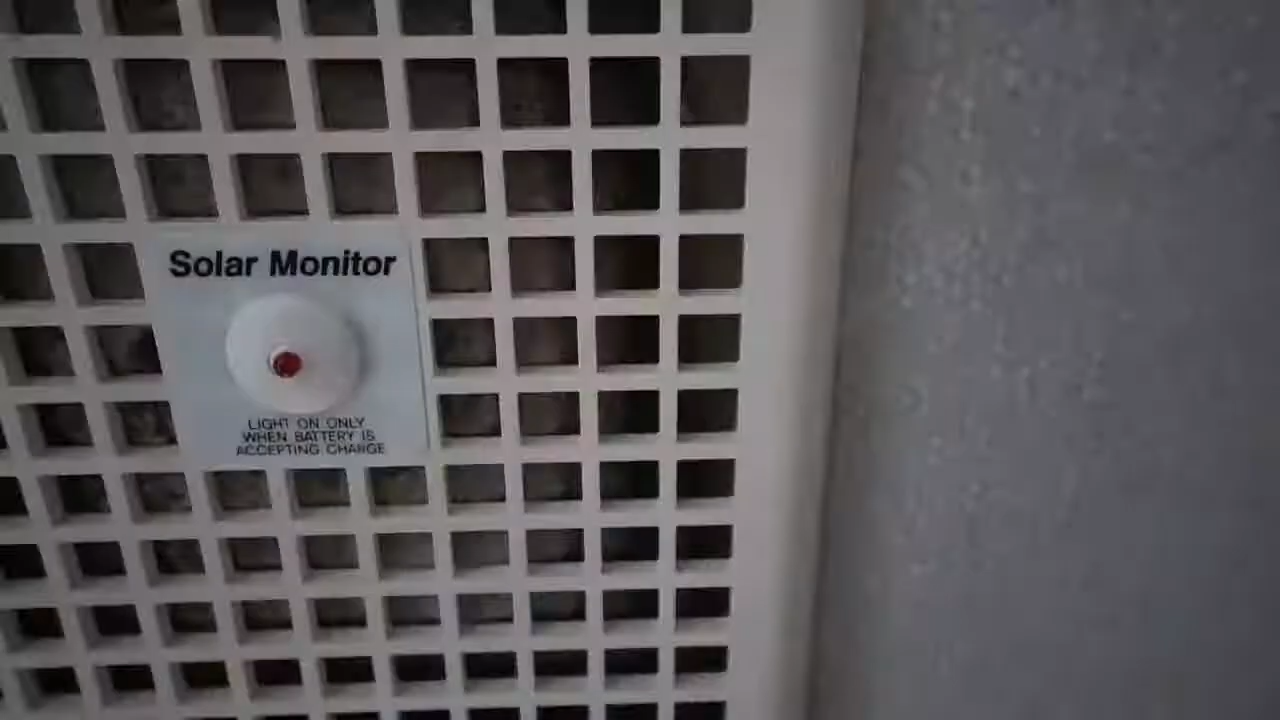 Solar Monitor
LIGHT ON ONLY
WHEN BATTERY IS
ACCEPTING CHARGE